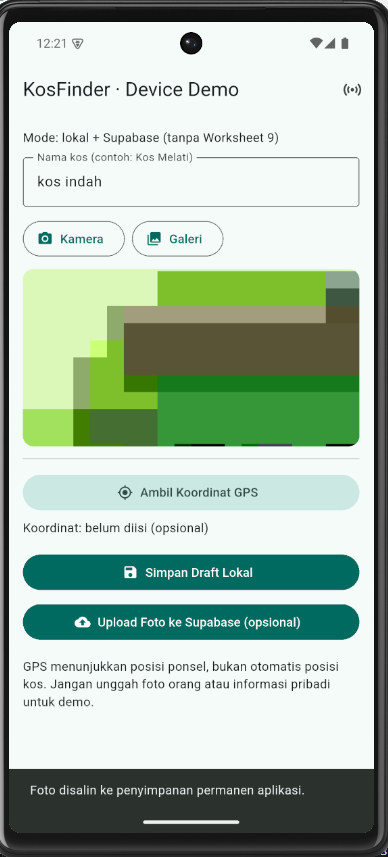 12:21
KosFinder · Device Demo
Mode: lokal + Supabase (tanpa Worksheet 9)
Nama kos (contoh: Kos Melati)
kos indah
Kamera
Galeri
Ambil Koordinat GPS
Koordinat: belum diisi (opsional)
Simpan Draft Lokal
Upload Foto ke Supabase (opsional)
GPS menunjukkan posisi ponsel, bukan otomatis posisi
kos. Jangan unggah foto orang atau informasi pribadi
untuk demo.
Foto disalin ke penyimpanan permanen aplikasi.